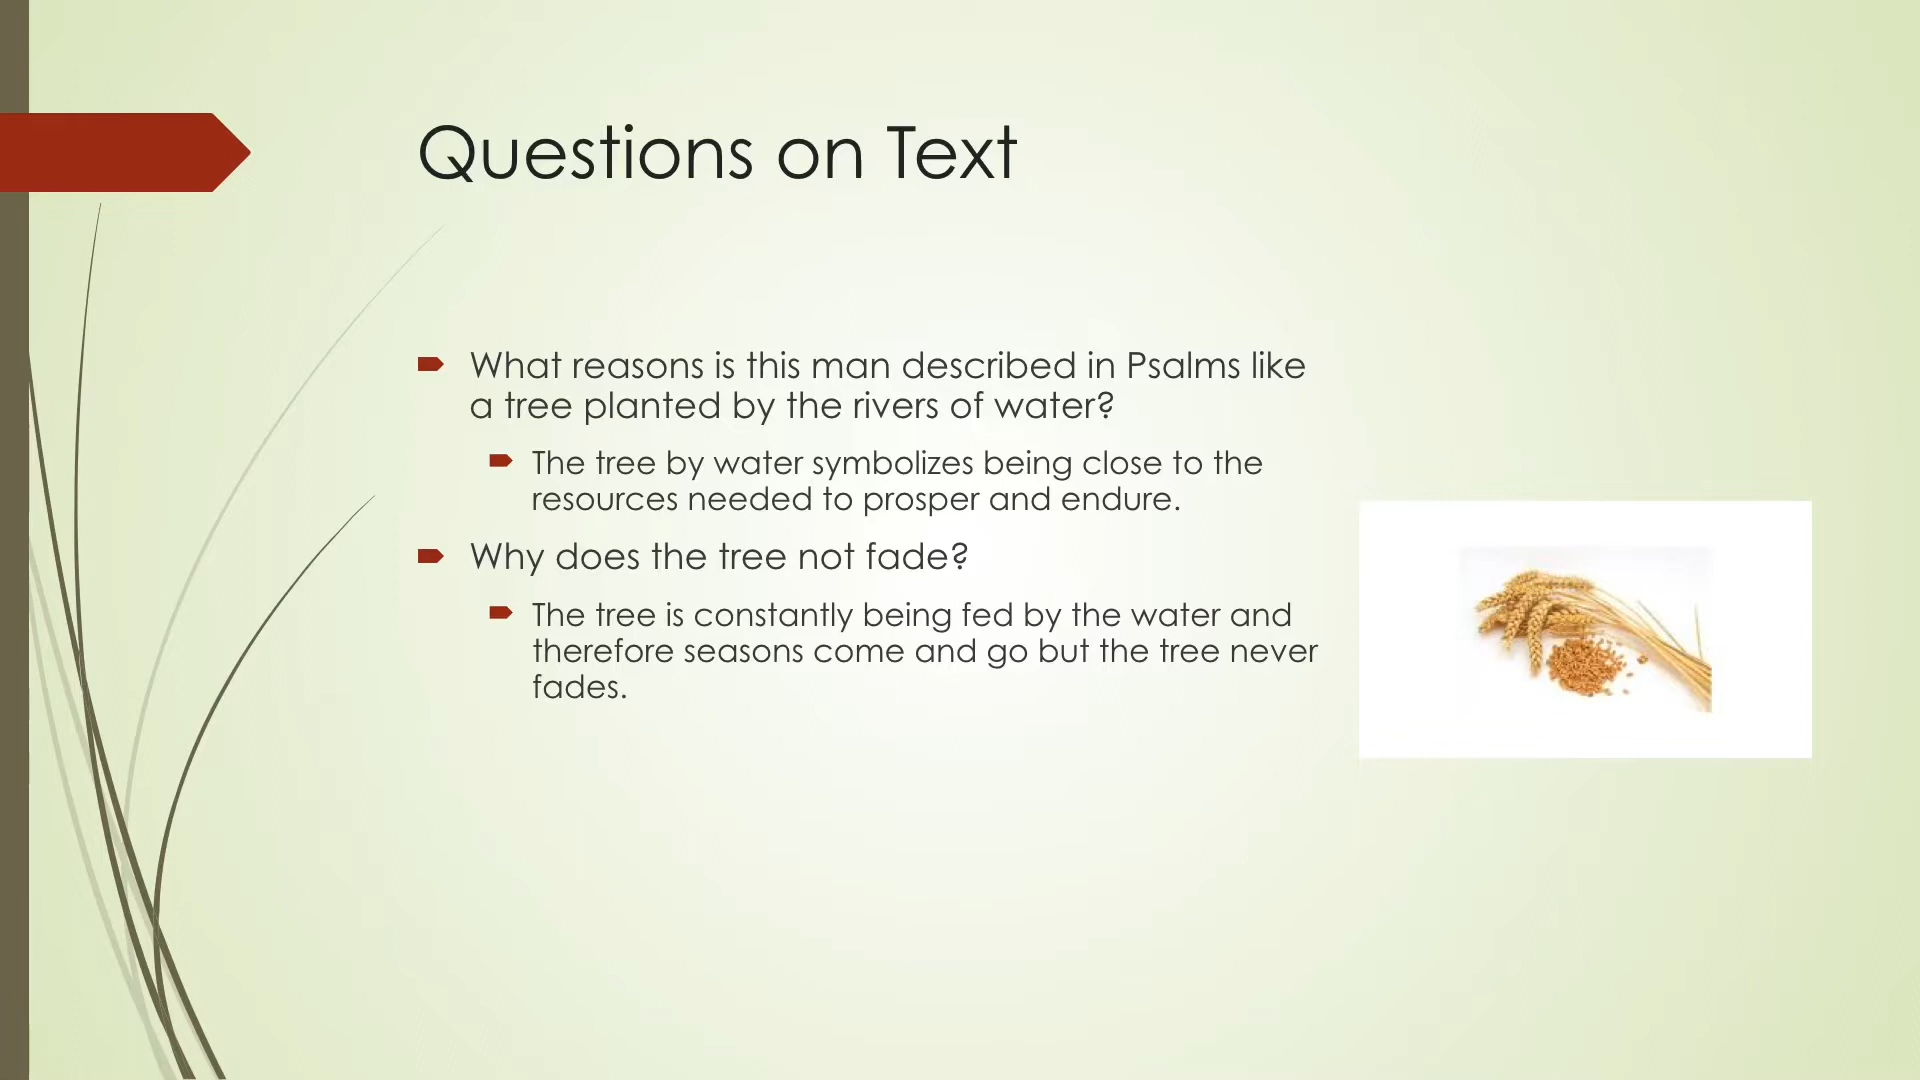 Questions on Text
What reasons is this man described in Psalms like
a tree planted by the rivers of water?
The tree by water symbolizes being close to the
resources needed to prosper and endure.
Why does the tree not fade?
The tree is constantly being fed by the water and
therefore seasons come and go but the tree never
fades.